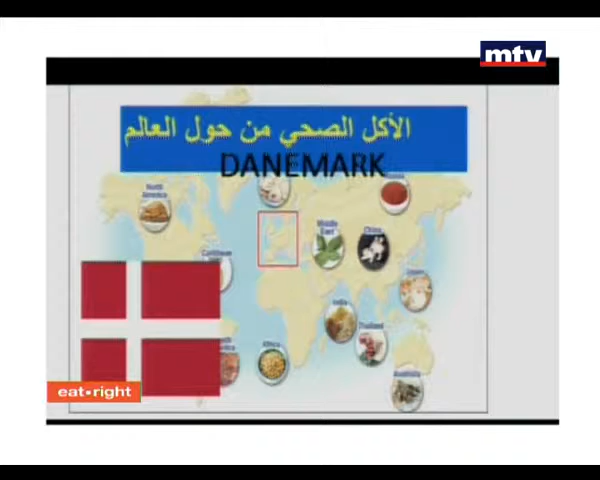 mtv
الأكل الصحي من حول العالم
DANEMARK
North
America
Middle
East
China
India
Thailand
Africa
Australia
eat•right